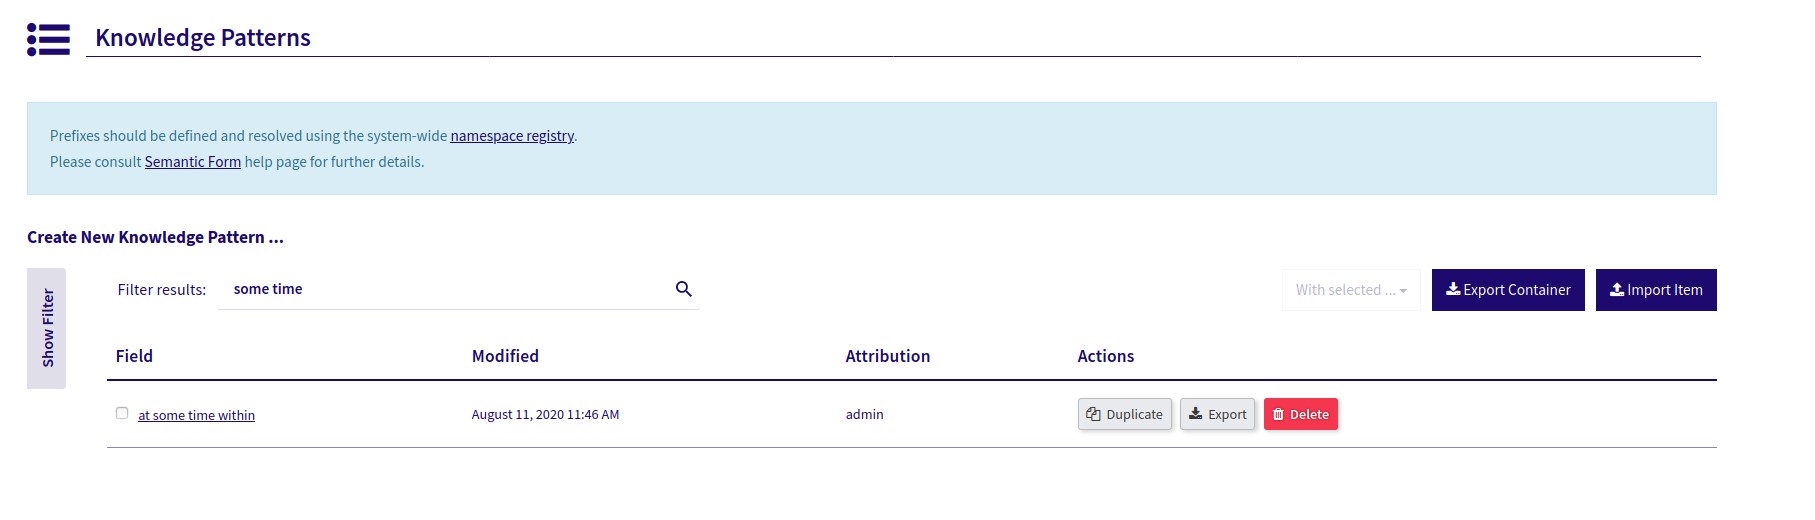 Knowledge Patterns
Prefixes should be defined and resolved using the system-wide namespace registry.
Please consult Semantic Form help page for further details.
Create New Knowledge Pattern ...
Show Filter
Filter results: some time
With selected ... Export Container Import Item
Field Modified Attribution Actions
at some time within August 11, 2020 11:46 AM admin Duplicate Export Delete